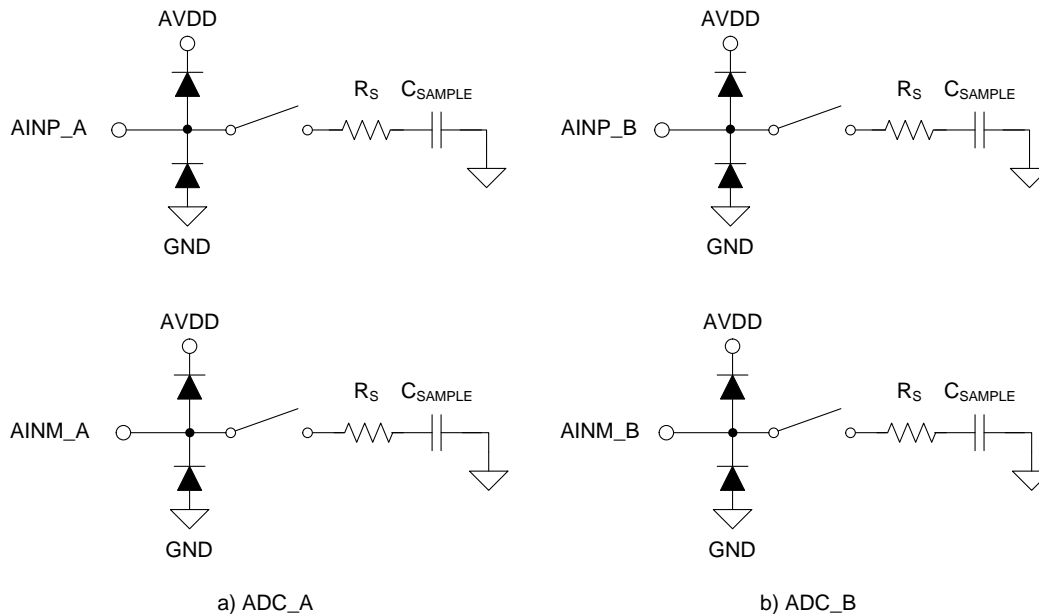 AVDD
AVDD
R_S C_SAMPLE
R_S C_SAMPLE
AINP_A
AINP_B
GND
GND
AVDD
AVDD
R_S C_SAMPLE
R_S C_SAMPLE
AINM_A
AINM_B
GND
GND
a) ADC_A
b) ADC_B